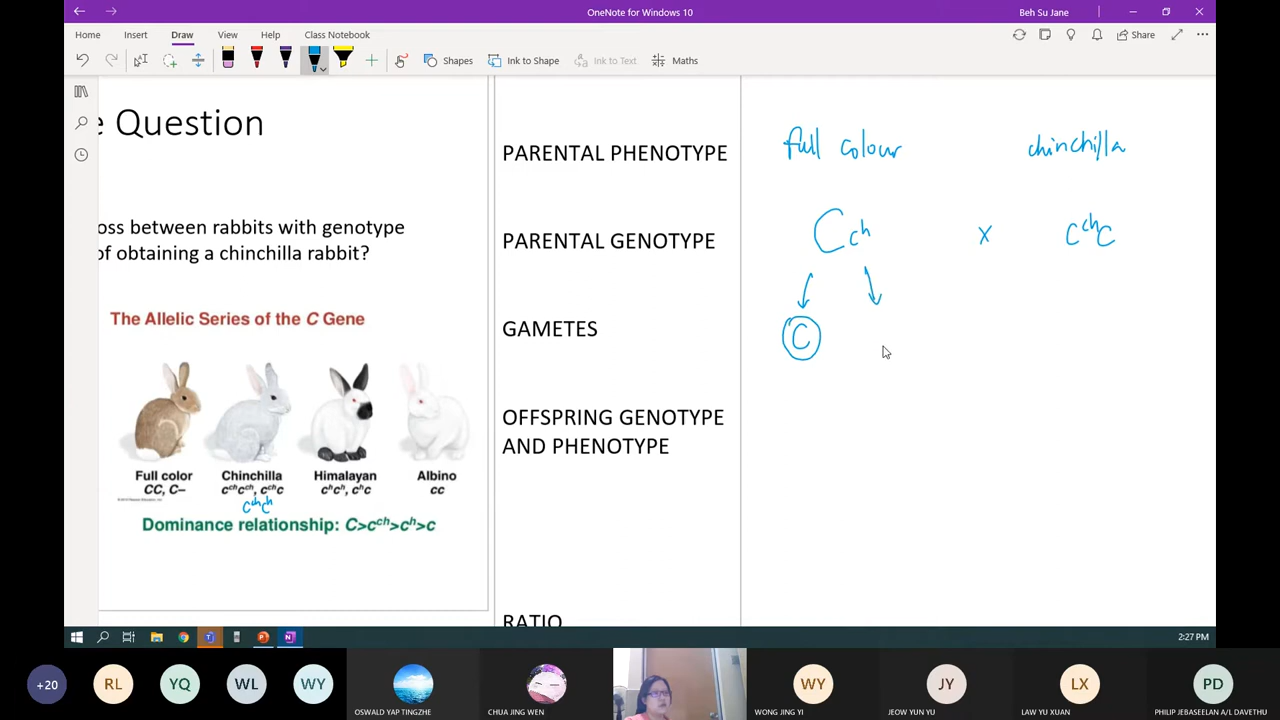 OneNote for Windows 10
Beh Su Jane
Home Insert Draw View Help Class Notebook
Share
Shapes Ink to Shape Ink to Text Maths
e Question
oss between rabbits with genotype
of obtaining a chinchilla rabbit?
The Allelic Series of the C Gene
Full color Chinchilla Himalayan Albino
CC, C– cᶜʰcᶜʰ, cᶜʰc cʰcʰ, cʰc cc
cᶜʰcʰ
Dominance relationship: C>cᶜʰ>cʰ>c
PARENTAL PHENOTYPE
full colour chinchilla
PARENTAL GENOTYPE
Ccʰ x cᶜʰc
GAMETES
C
OFFSPRING GENOTYPE
AND PHENOTYPE
RATIO
2:27 PM
+20 RL YQ WL WY
OSWALD YAP TINGZHE
CHUA JING WEN
WY
WONG JING YI
JY
JEOW YUN YU
LX
LAW YU XUAN
PD
PHILIP JEBASEELAN A/L DAVETHU